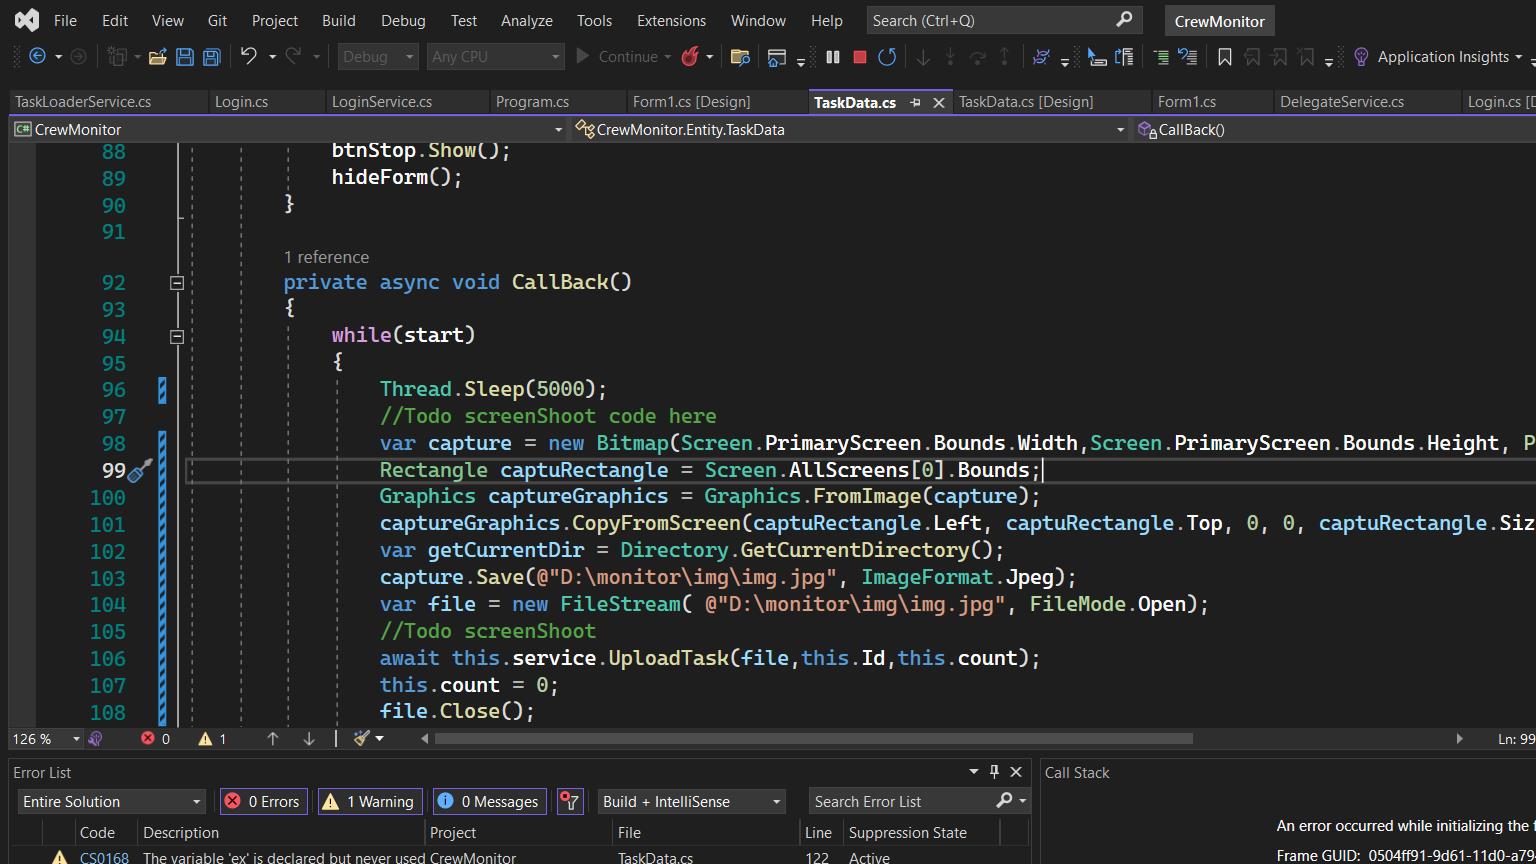 File Edit View Git Project Build Debug Test Analyze Tools Extensions Window Help Search (Ctrl+Q) CrewMonitor
Debug Any CPU Continue Application Insights
TaskLoaderService.cs Login.cs LoginService.cs Program.cs Form1.cs [Design] TaskData.cs TaskData.cs [Design] Form1.cs DelegateService.cs Login.cs [D
C# CrewMonitor CrewMonitor.Entity.TaskData CallBack()
88 btnStop.Show();
89 hideForm();
90 }
91
1 reference
92 private async void CallBack()
93 {
94 while(start)
95 {
96 Thread.Sleep(5000);
97 //Todo screenShoot code here
98 var capture = new Bitmap(Screen.PrimaryScreen.Bounds.Width,Screen.PrimaryScreen.Bounds.Height, P
99 Rectangle captuRectangle = Screen.AllScreens[0].Bounds;
100 Graphics captureGraphics = Graphics.FromImage(capture);
101 captureGraphics.CopyFromScreen(captuRectangle.Left, captuRectangle.Top, 0, 0, captuRectangle.Siz
102 var getCurrentDir = Directory.GetCurrentDirectory();
103 capture.Save(@"D:\monitor\img\img.jpg", ImageFormat.Jpeg);
104 var file = new FileStream( @"D:\monitor\img\img.jpg", FileMode.Open);
105 //Todo screenShoot
106 await this.service.UploadTask(file,this.Id,this.count);
107 this.count = 0;
108 file.Close();
126 % 0 1 Ln: 99
Error List Call Stack
Entire Solution 0 Errors 1 Warning 0 Messages Build + IntelliSense Search Error List
Code Description Project File Line Suppression State
An error occurred while initializing the f
CS0168 The variable 'ex' is declared but never used CrewMonitor TaskData.cs 122 Active
Frame GUID: 0504ff91-9d61-11d0-a79